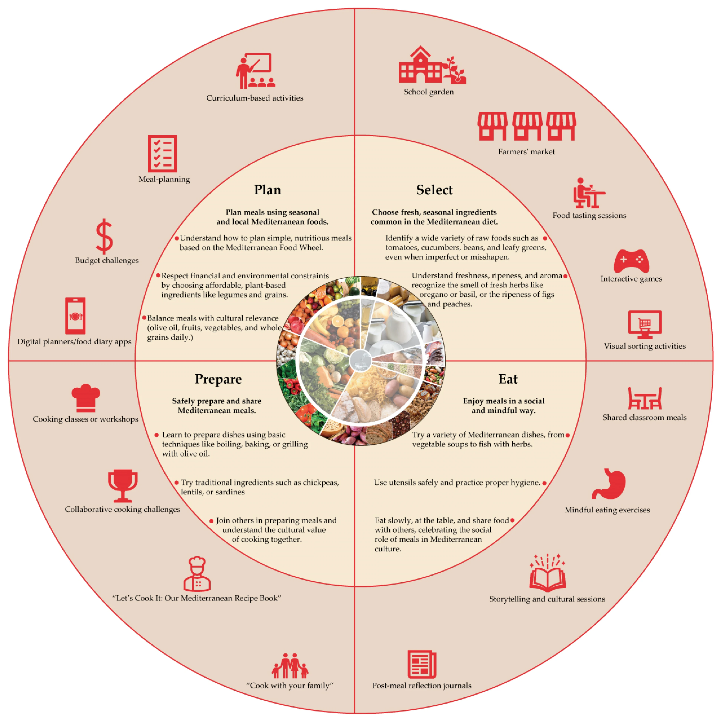 Curriculum-based activities
Meal-planning
Budget challenges
Digital planners/food diary apps
Plan
Plan meals using seasonal
and local Mediterranean foods.
Understand how to plan simple, nutritious meals
based on the Mediterranean Food Wheel.
Respect financial and environmental constraints
by choosing affordable, plant-based
ingredients like legumes and grains.
Balance meals with cultural relevance
(olive oil, fruits, vegetables, and whole
grains daily.)
School garden
Farmers' market
Food tasting sessions
Interactive games
Visual sorting activities
Select
Choose fresh, seasonal ingredients
common in the Mediterranean diet.
Identify a wide variety of raw foods such as
tomatoes, cucumbers, beans, and leafy greens,
even when imperfect or misshapen.
Understand freshness, ripeness, and aroma
recognize the smell of fresh herbs like
oregano or basil, or the ripeness of figs
and peaches.
Prepare
Safely prepare and share
Mediterranean meals.
Learn to prepare dishes using basic
techniques like boiling, baking, or grilling
with olive oil.
Try traditional ingredients such as chickpeas,
lentils, or sardines
Join others in preparing meals and
understand the cultural value
of cooking together.
Cooking classes or workshops
Collaborative cooking challenges
"Let's Cook It: Our Mediterranean Recipe Book"
"Cook with your family"
Eat
Enjoy meals in a social
and mindful way.
Try a variety of Mediterranean dishes, from
vegetable soups to fish with herbs.
Use utensils safely and practice proper hygiene.
Eat slowly, at the table, and share food
with others, celebrating the social
role of meals in Mediterranean
culture.
Shared classroom meals
Mindful eating exercises
Storytelling and cultural sessions
Post-meal reflection journals